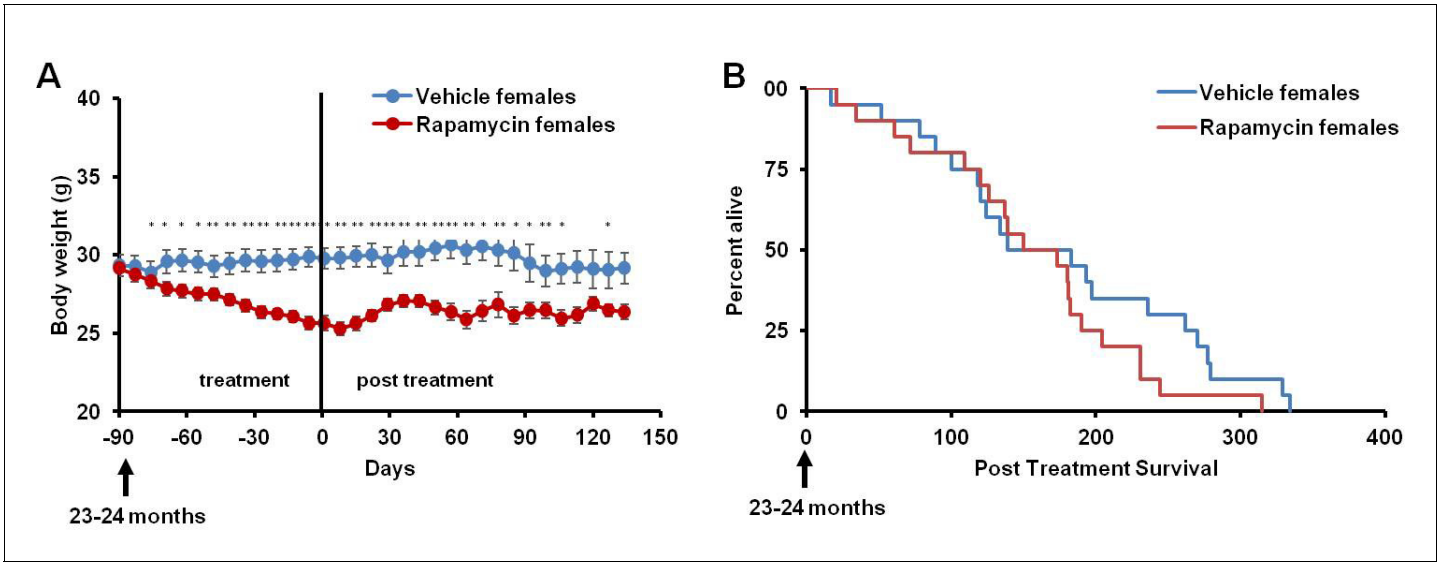 A
B
Vehicle females
Rapamycin females
Vehicle females
Rapamycin females
40
35
30
25
20
Body weight (g)
* * * * ** ** **** ****** ** ** ****** **** * ** * * ** * *
treatment
post treatment
-90 -60 -30 0 30 60 90 120 150
Days
23-24 months
00
75
50
25
0
Percent alive
0 100 200 300 400
Post Treatment Survival
23-24 months